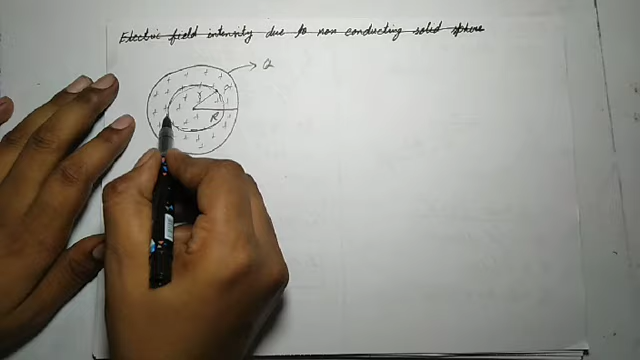 Electric field intensity due to non conducting solid sphere
Q
r
R